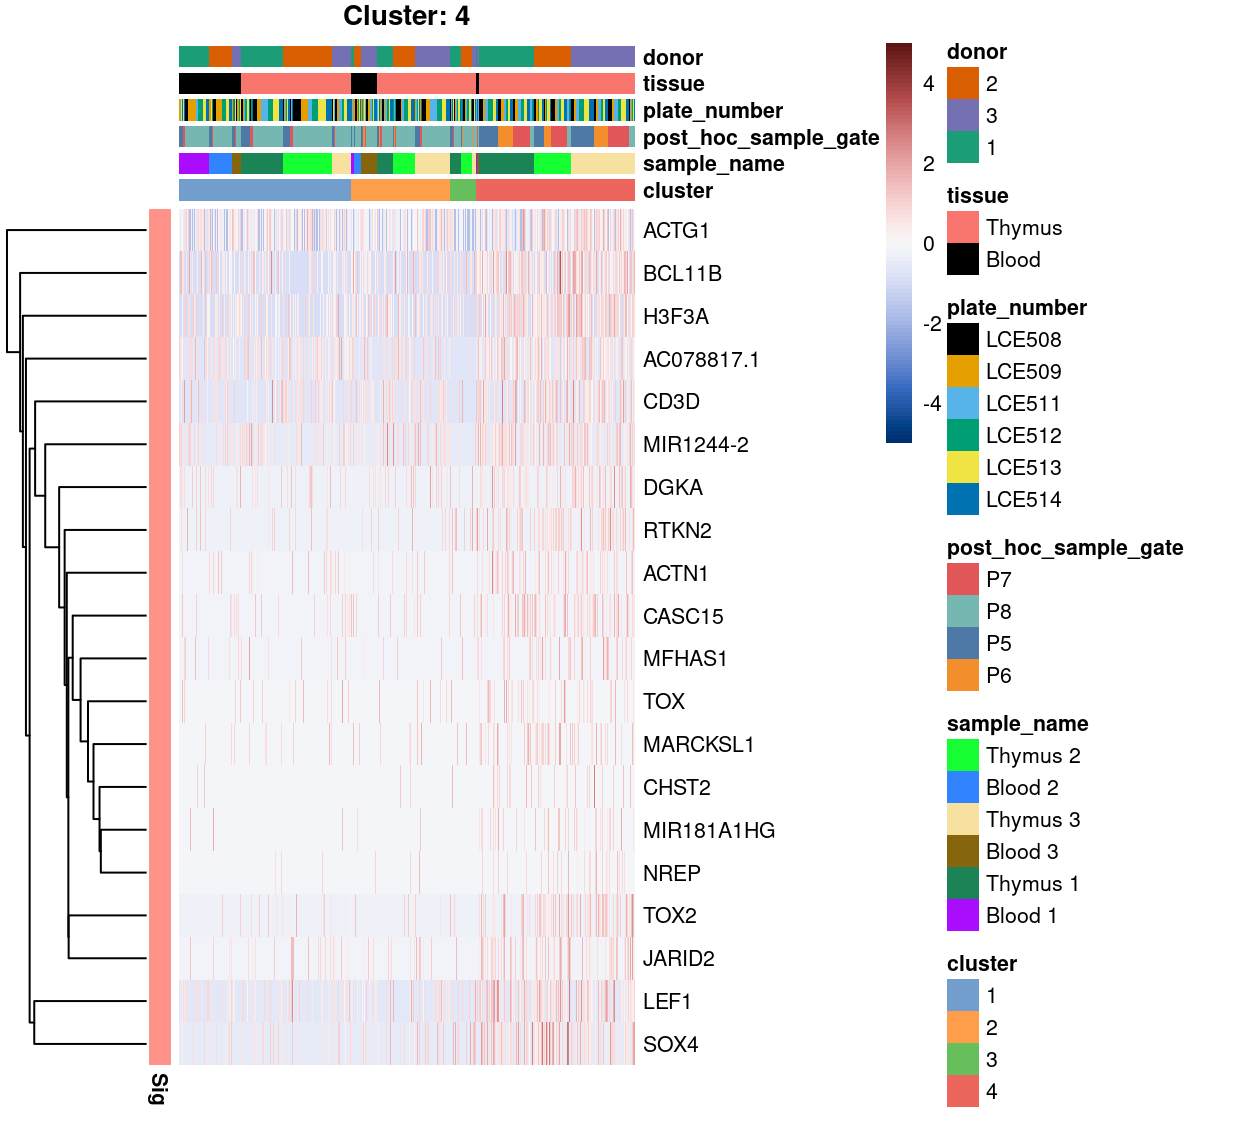 Cluster: 4
donor
tissue
plate_number
post_hoc_sample_gate
sample_name
cluster
ACTG1
BCL11B
H3F3A
AC078817.1
CD3D
MIR1244-2
DGKA
RTKN2
ACTN1
CASC15
MFHAS1
TOX
MARCKSL1
CHST2
MIR181A1HG
NREP
TOX2
JARID2
LEF1
SOX4
Sig
4
2
0
-2
-4
donor
2
3
1
tissue
Thymus
Blood
plate_number
LCE508
LCE509
LCE511
LCE512
LCE513
LCE514
post_hoc_sample_gate
P7
P8
P5
P6
sample_name
Thymus 2
Blood 2
Thymus 3
Blood 3
Thymus 1
Blood 1
cluster
1
2
3
4